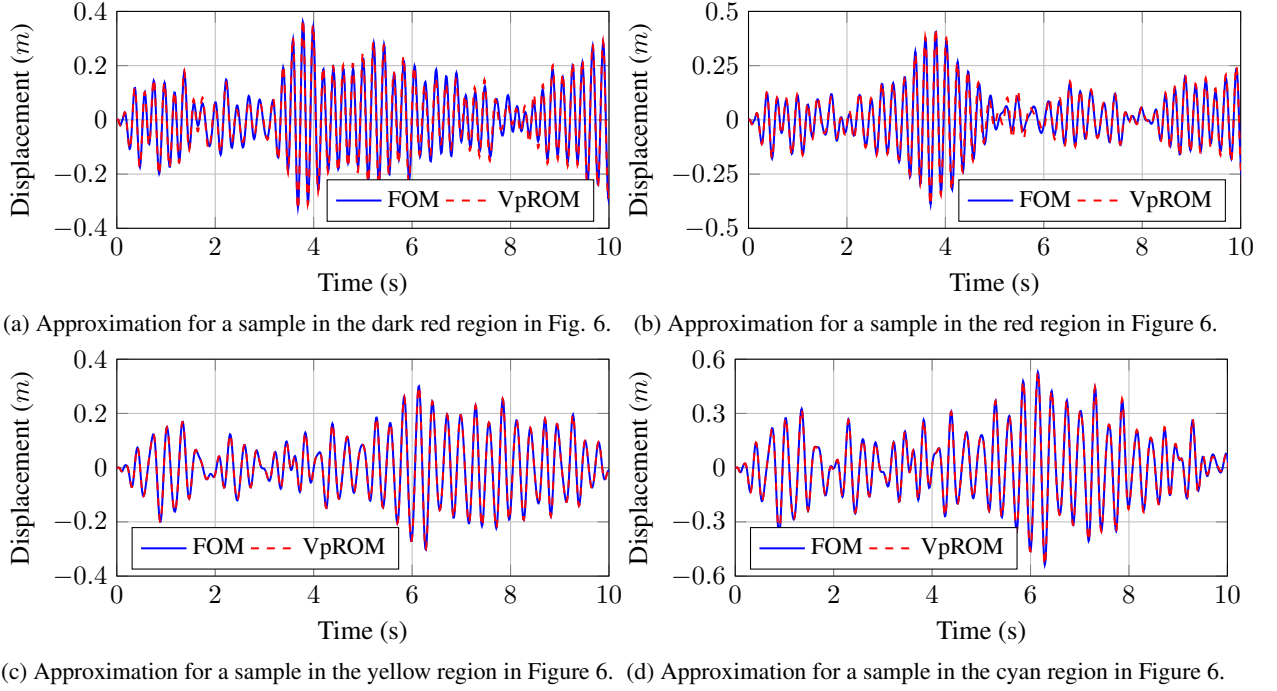 0.4
0.2
0
−0.2
−0.4
Displacement (m)
0 2 4 6 8 10
Time (s)
FOM VpROM
0.5
0.25
0
−0.25
−0.5
Displacement (m)
0 2 4 6 8 10
Time (s)
FOM VpROM
(a) Approximation for a sample in the dark red region in Fig. 6.
(b) Approximation for a sample in the red region in Figure 6.
0.4
0.2
0
−0.2
−0.4
Displacement (m)
0 2 4 6 8 10
Time (s)
FOM VpROM
0.6
0.3
0
−0.3
−0.6
Displacement (m)
0 2 4 6 8 10
Time (s)
FOM VpROM
(c) Approximation for a sample in the yellow region in Figure 6.
(d) Approximation for a sample in the cyan region in Figure 6.